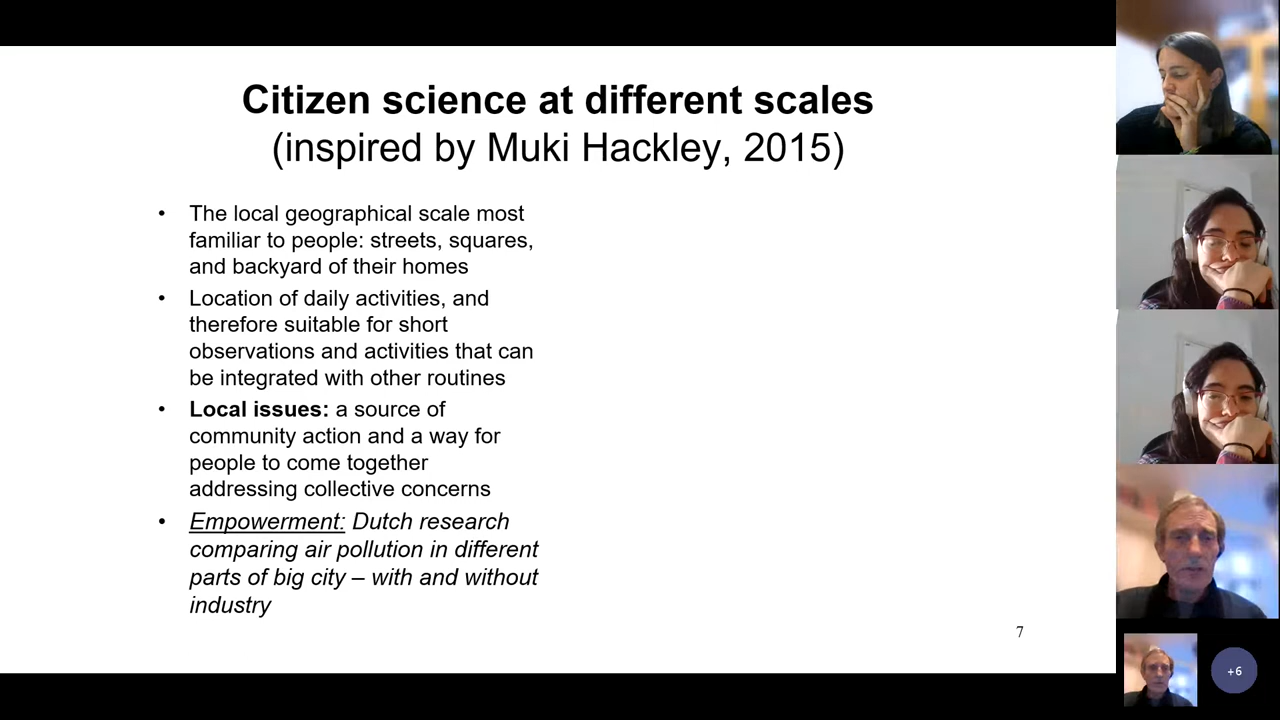 Citizen science at different scales
(inspired by Muki Hackley, 2015)
• The local geographical scale most
familiar to people: streets, squares,
and backyard of their homes
• Location of daily activities, and
therefore suitable for short
observations and activities that can
be integrated with other routines
• Local issues: a source of
community action and a way for
people to come together
addressing collective concerns
• Empowerment: Dutch research
comparing air pollution in different
parts of big city – with and without
industry
7
+6